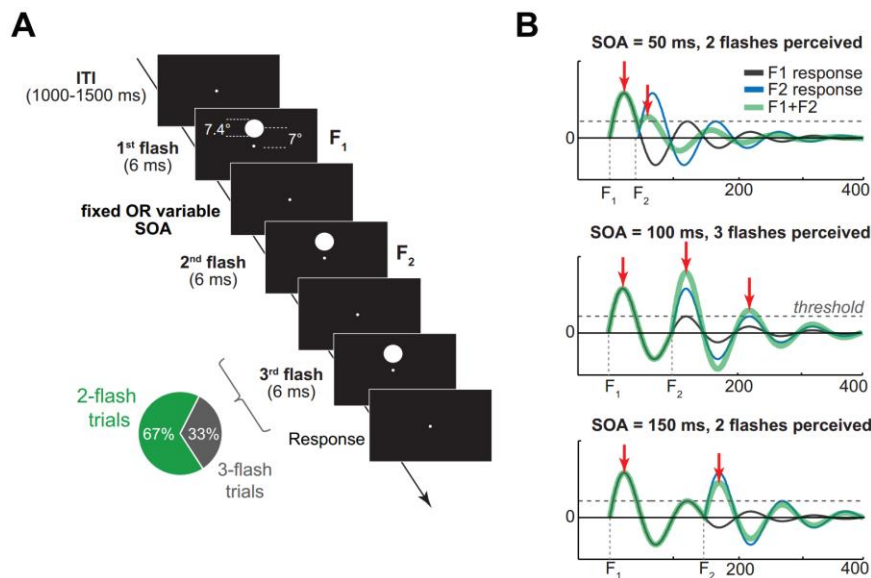 A
ITI
(1000-1500 ms)
7.4°
7°
1st flash
(6 ms)
F1
fixed OR variable
SOA
2nd flash
(6 ms)
F2
3rd flash
(6 ms)
2-flash
trials
67%
33%
3-flash
trials
Response
B
SOA = 50 ms, 2 flashes perceived
F1 response
F2 response
F1+F2
0
F1
F2
200
400
SOA = 100 ms, 3 flashes perceived
threshold
0
F1
F2
200
400
SOA = 150 ms, 2 flashes perceived
0
F1
F2
200
400